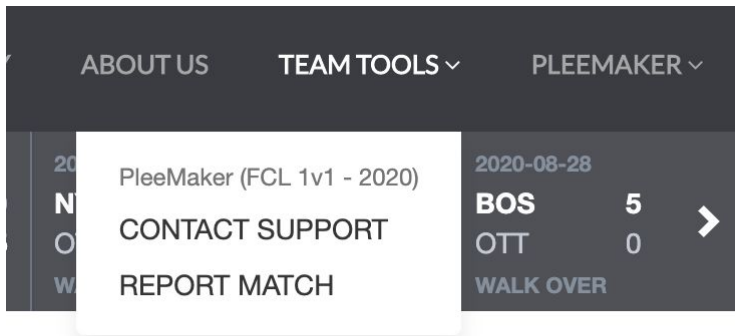 ABOUT US TEAM TOOLS PLEEMAKER
PleeMaker (FCL 1v1 - 2020)
CONTACT SUPPORT
REPORT MATCH
2020-08-28
BOS 5
OTT 0
WALK OVER